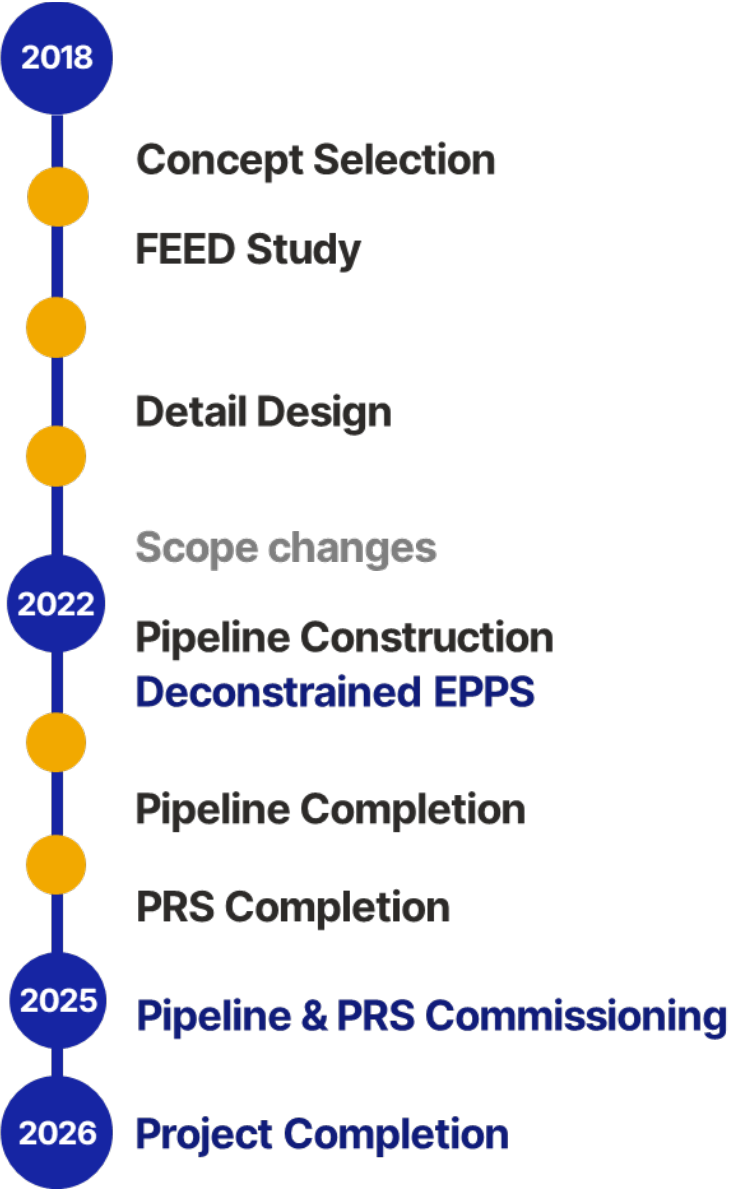 2018
Concept Selection
FEED Study
Detail Design
Scope changes
2022
Pipeline Construction
Deconstrained EPPS
Pipeline Completion
PRS Completion
2025
Pipeline & PRS Commissioning
2026
Project Completion